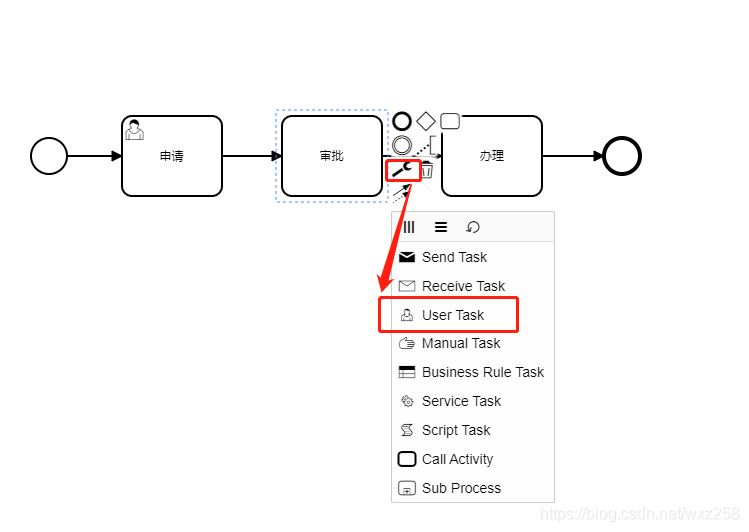 申请
审批
办理
Send Task
Receive Task
User Task
Manual Task
Business Rule Task
Service Task
Script Task
Call Activity
Sub Process
https://blog.csdn.net/wxz258